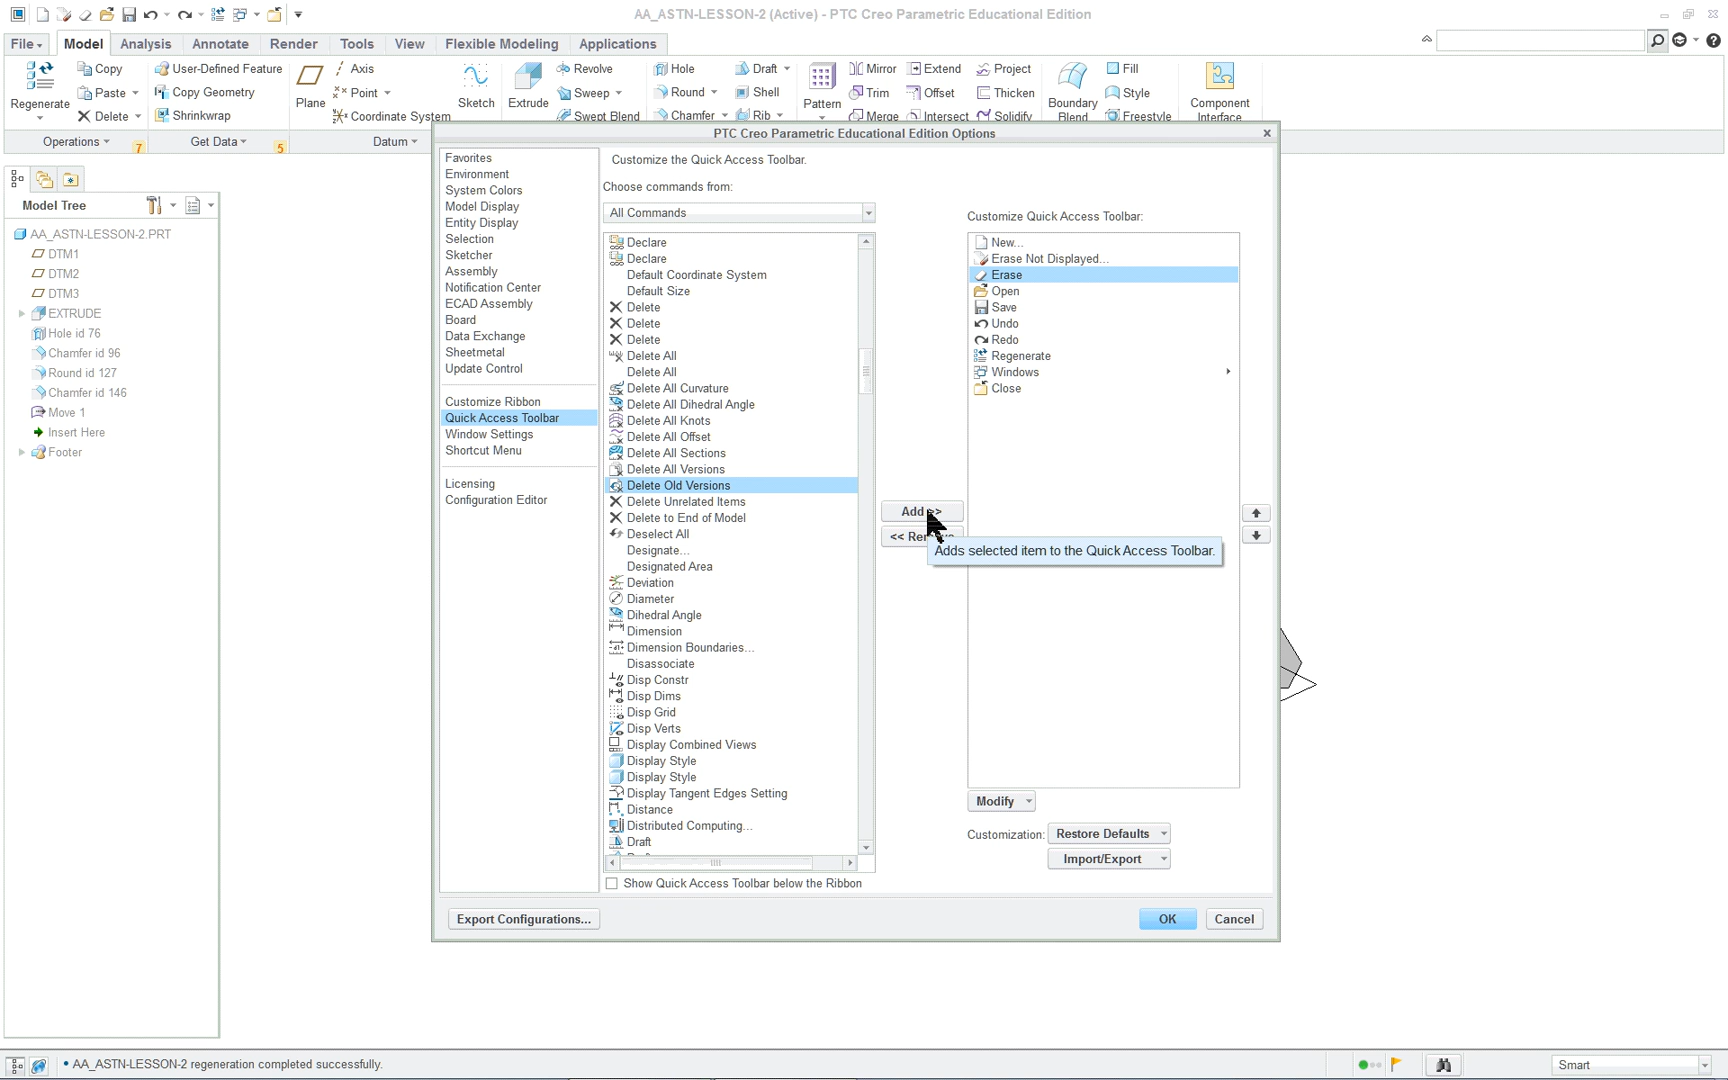 AA_ASTN-LESSON-2 (Active) - PTC Creo Parametric Educational Edition
File Model Analysis Annotate Render Tools View Flexible Modeling Applications
Regenerate
Copy
Paste
Delete
User-Defined Feature
Copy Geometry
Shrinkwrap
Plane
Axis
Point
Coordinate System
Sketch
Extrude
Revolve
Sweep
Swept Blend
Hole
Round
Chamfer
Draft
Shell
Rib
Pattern
Mirror
Trim
Merge
Extend
Offset
Intersect
Project
Thicken
Solidify
Boundary
Blend
Fill
Style
Freestyle
Component
Interface
Operations 7 Get Data 5 Datum
Model Tree
AA_ASTN-LESSON-2.PRT
DTM1
DTM2
DTM3
EXTRUDE
Hole id 76
Chamfer id 96
Round id 127
Chamfer id 146
Move 1
Insert Here
Footer
PTC Creo Parametric Educational Edition Options
Favorites
Environment
System Colors
Model Display
Entity Display
Selection
Sketcher
Assembly
Notification Center
ECAD Assembly
Board
Data Exchange
Sheetmetal
Update Control
Customize Ribbon
Quick Access Toolbar
Window Settings
Shortcut Menu
Licensing
Configuration Editor
Customize the Quick Access Toolbar.
Choose commands from:
All Commands
Declare
Declare
Default Coordinate System
Default Size
Delete
Delete
Delete
Delete All
Delete All
Delete All Curvature
Delete All Dihedral Angle
Delete All Knots
Delete All Offset
Delete All Sections
Delete All Versions
Delete Old Versions
Delete Unrelated Items
Delete to End of Model
Deselect All
Designate...
Designated Area
Deviation
Diameter
Dihedral Angle
Dimension
Dimension Boundaries...
Disassociate
Disp Constr
Disp Dims
Disp Grid
Disp Verts
Display Combined Views
Display Style
Display Style
Display Tangent Edges Setting
Distance
Distributed Computing...
Draft
Show Quick Access Toolbar below the Ribbon
Add >>
<< Re
Adds selected item to the Quick Access Toolbar.
Customize Quick Access Toolbar:
New...
Erase Not Displayed...
Erase
Open
Save
Undo
Redo
Regenerate
Windows
Close
Modify
Customization: Restore Defaults
Import/Export
Export Configurations...
OK Cancel
• AA_ASTN-LESSON-2 regeneration completed successfully.
Smart